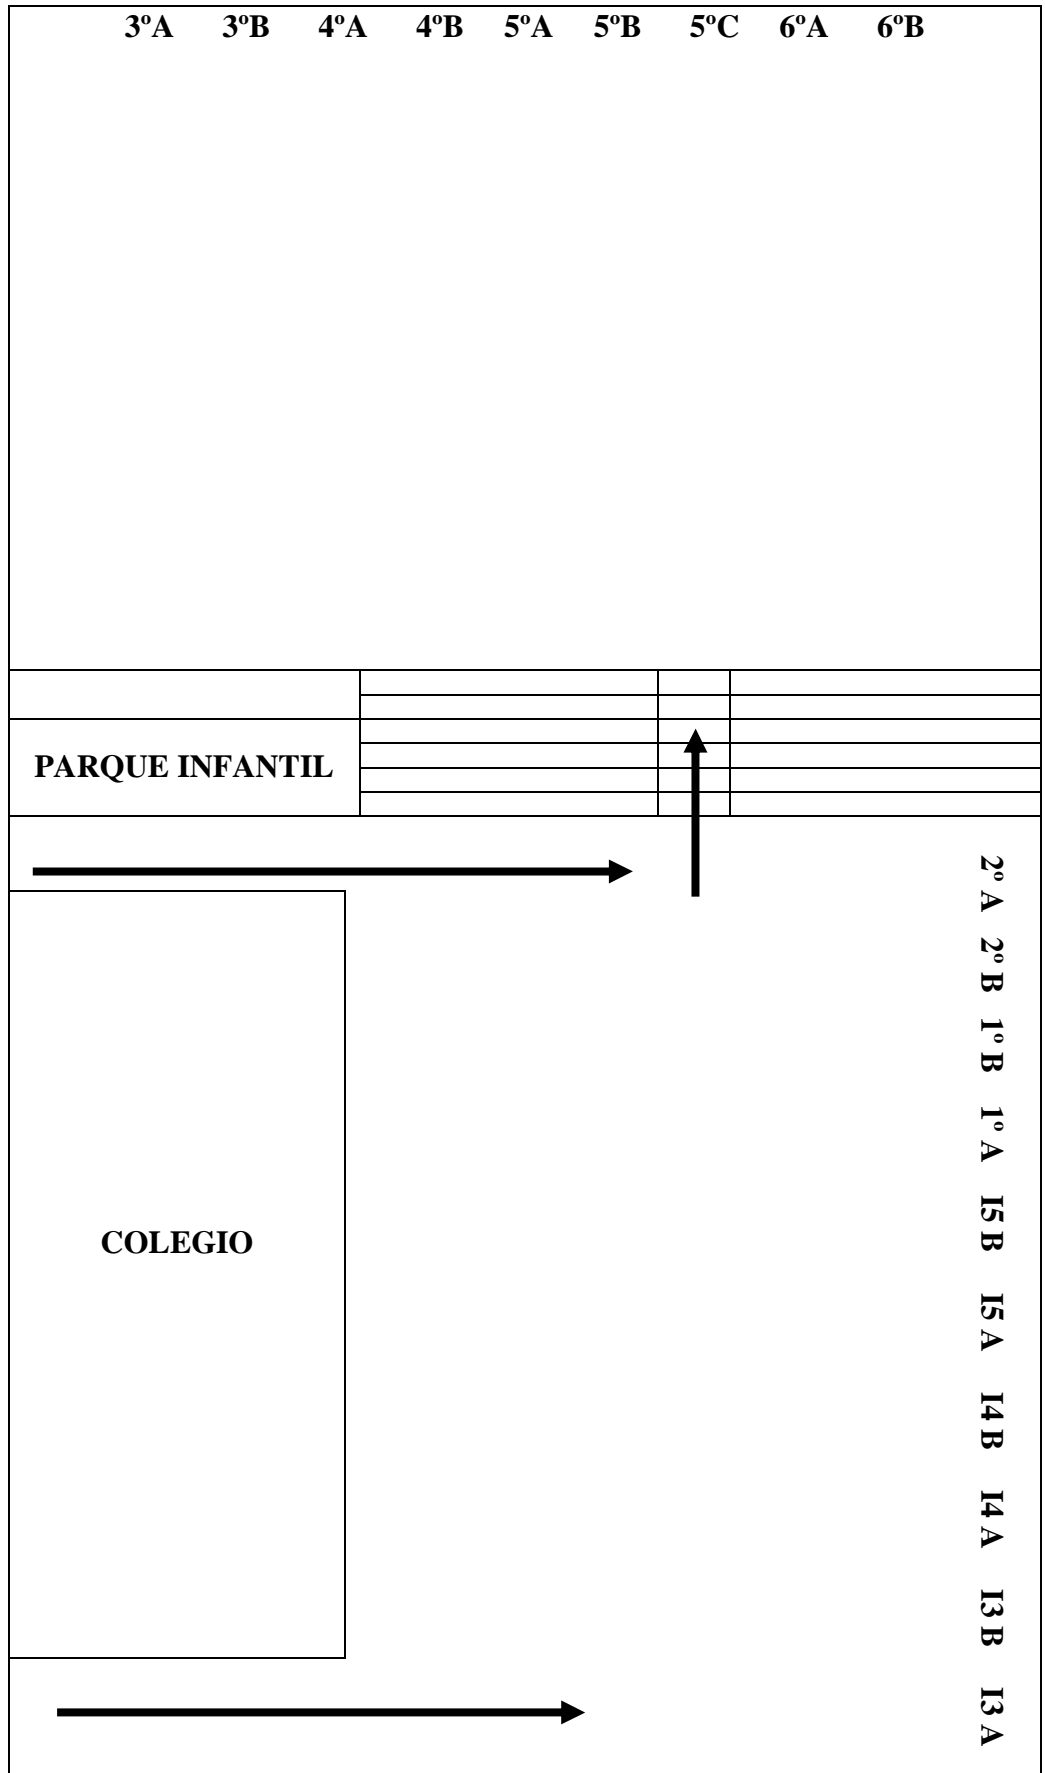 3ºA 3ºB 4ºA 4ºB 5ºA 5ºB 5ºC 6ºA 6ºB
PARQUE INFANTIL
2º A 2º B 1º B 1º A I5 B I5 A I4 B I4 A I3 B I3 A
COLEGIO